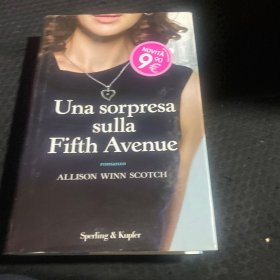 NOVITÀ
9,90
€
Una sorpresa
sulla
Fifth Avenue
romanzo
ALLISON WINN SCOTCH
Sperling & Kupfer